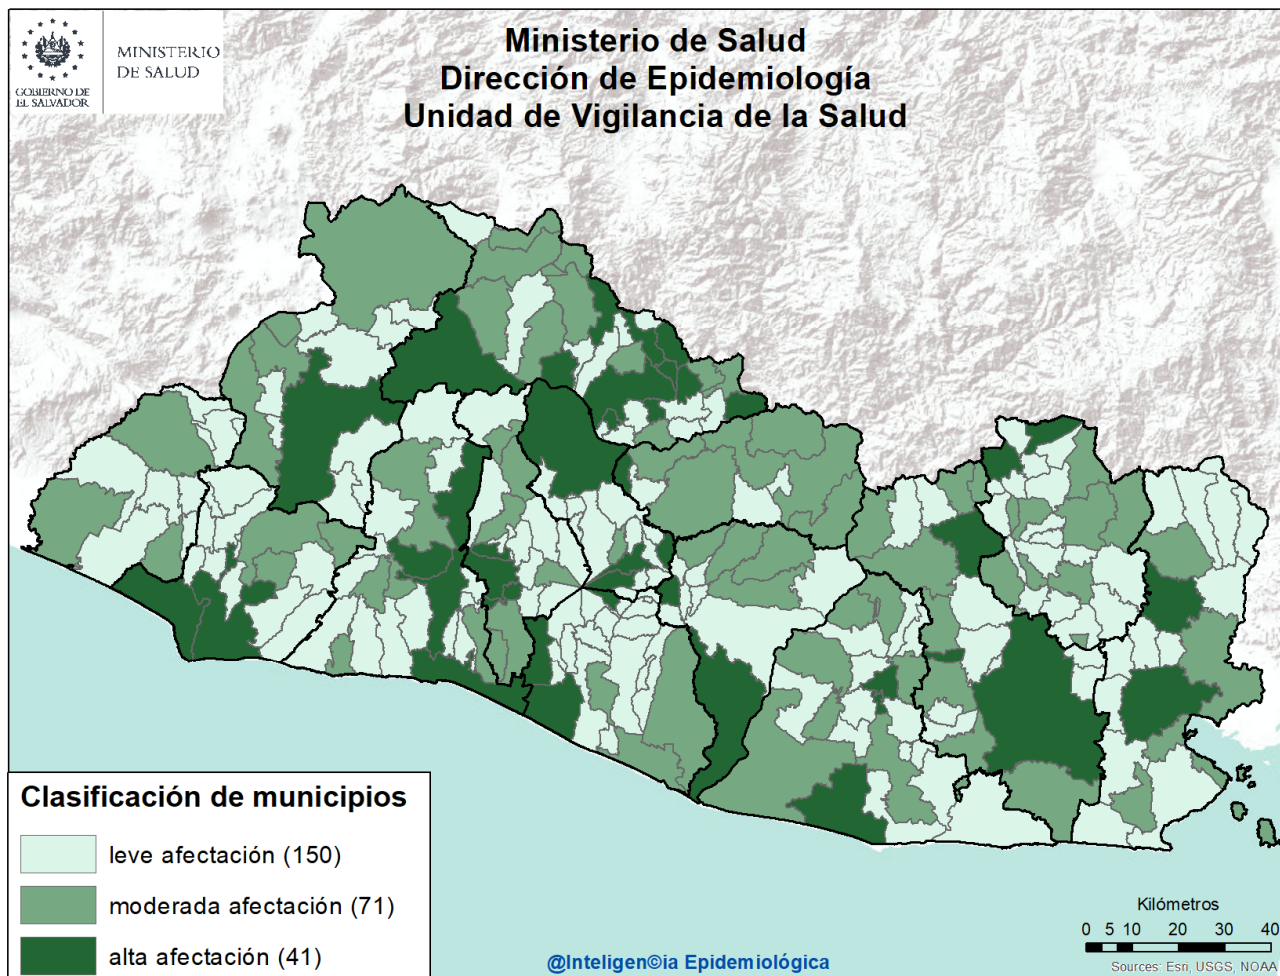 GOBIERNO DE
EL SALVADOR
MINISTERIO
DE SALUD
Ministerio de Salud
Dirección de Epidemiología
Unidad de Vigilancia de la Salud
Clasificación de municipios
leve afectación (150)
moderada afectación (71)
alta afectación (41)
@Inteligen©ia Epidemiológica
Kilómetros
0 5 10 20 30 40
Sources: Esri, USGS, NOAA